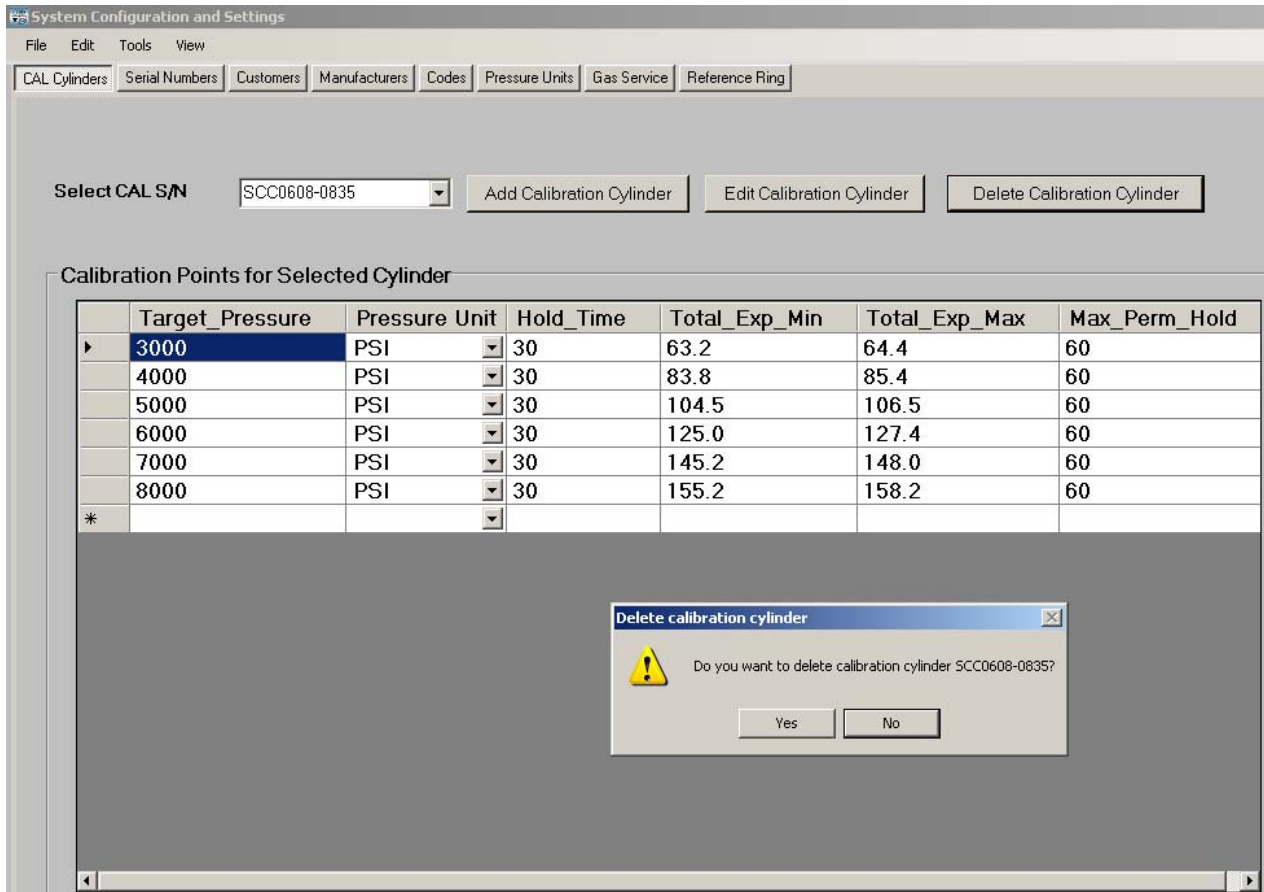 System Configuration and Settings
File Edit Tools View
CAL Cylinders Serial Numbers Customers Manufacturers Codes Pressure Units Gas Service Reference Ring
Select CAL S/N SCC0608-0835 Add Calibration Cylinder Edit Calibration Cylinder Delete Calibration Cylinder
Calibration Points for Selected Cylinder
Target_Pressure Pressure Unit Hold_Time Total_Exp_Min Total_Exp_Max Max_Perm_Hold
3000 PSI 30 63.2 64.4 60
4000 PSI 30 83.8 85.4 60
5000 PSI 30 104.5 106.5 60
6000 PSI 30 125.0 127.4 60
7000 PSI 30 145.2 148.0 60
8000 PSI 30 155.2 158.2 60
*
Delete calibration cylinder
Do you want to delete calibration cylinder SCC0608-0835?
Yes No